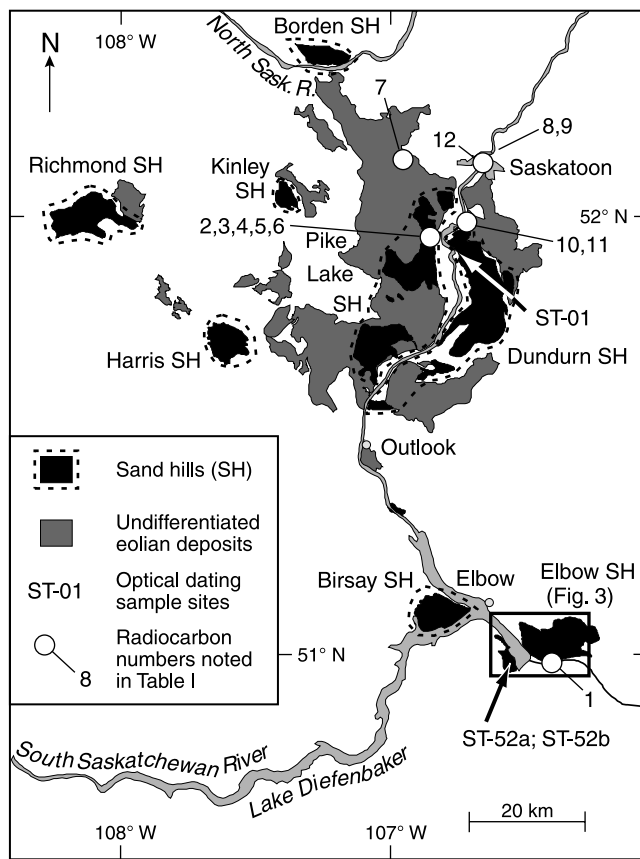 108° W
Borden SH
107° W
N
North Sask. R.
7
12
8,9
Richmond SH
Kinley
SH
Saskatoon
52° N
2,3,4,5,6
Pike
Lake
SH
10,11
ST-01
Harris SH
Dundurn SH
Outlook
Sand hills (SH)
Undifferentiated
eolian deposits
ST-01
Optical dating
sample sites
8
Radiocarbon
numbers noted
in Table I
Birsay SH
Elbow
Elbow SH
(Fig. 3)
51° N
1
ST-52a; ST-52b
South Saskatchewan River
Lake Diefenbaker
20 km
108° W
107° W